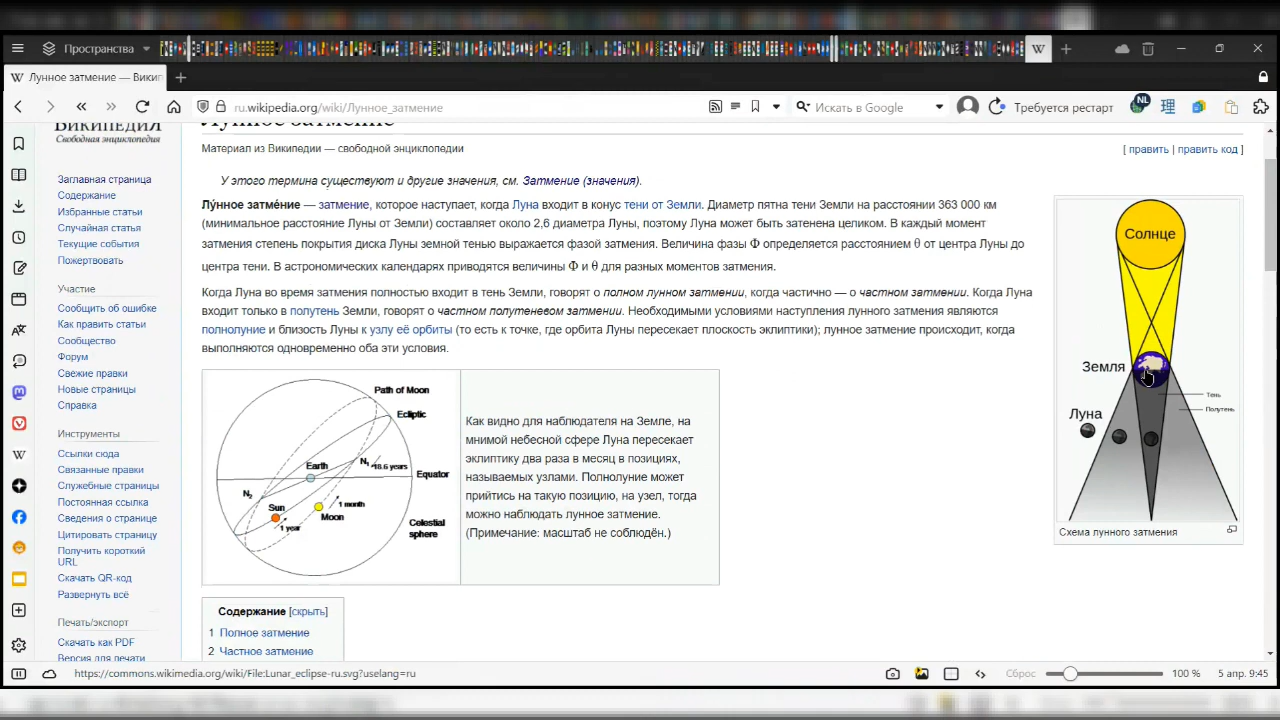 Пространства
Лунное затмение — Вики
ru.wikipedia.org/wiki/Лунное_затмение
Искать в Google
Требуется рестарт
NL
ВИКИПЕДИЯ
Свободная энциклопедия
Заглавная страница
Содержание
Избранные статьи
Случайная статья
Текущие события
Пожертвовать
Участие
Сообщить об ошибке
Как править статьи
Сообщество
Форум
Свежие правки
Новые страницы
Справка
Инструменты
Ссылки сюда
Связанные правки
Служебные страницы
Постоянная ссылка
Сведения о странице
Цитировать страницу
Получить короткий
URL
Скачать QR-код
Развернуть всё
Печать/экспорт
Скачать как PDF
Версия для печати
Лунное затмение
Материал из Википедии — свободной энциклопедии
[ править | править код ]
У этого термина существуют и другие значения, см. Затмение (значения).
Лу́нное затме́ние — затмение, которое наступает, когда Луна входит в конус тени от Земли. Диаметр пятна тени Земли на расстоянии 363 000 км
(минимальное расстояние Луны от Земли) составляет около 2,6 диаметра Луны, поэтому Луна может быть затенена целиком. В каждый момент
затмения степень покрытия диска Луны земной тенью выражается фазой затмения. Величина фазы Φ определяется расстоянием θ от центра Луны до
центра тени. В астрономических календарях приводятся величины Φ и θ для разных моментов затмения.
Когда Луна во время затмения полностью входит в тень Земли, говорят о полном лунном затмении, когда частично — о частном затмении. Когда Луна
входит только в полутень Земли, говорят о частном полутеневом затмении. Необходимыми условиями наступления лунного затмения являются
полнолуние и близость Луны к узлу её орбиты (то есть к точке, где орбита Луны пересекает плоскость эклиптики); лунное затмение происходит, когда
выполняются одновременно оба эти условия.
Path of Moon
Ecliptic
Earth
N1
18.6 years
Equator
N2
Sun
1 month
Moon
1 year
Celestial
sphere
Как видно для наблюдателя на Земле, на
мнимой небесной сфере Луна пересекает
эклиптику два раза в месяц в позициях,
называемых узлами. Полнолуние может
прийтись на такую позицию, на узел, тогда
можно наблюдать лунное затмение.
(Примечание: масштаб не соблюдён.)
Солнце
Земля
Тень
Полутень
Луна
Схема лунного затмения
Содержание [скрыть]
1 Полное затмение
2 Частное затмение
https://commons.wikimedia.org/wiki/File:Lunar_eclipse-ru.svg?uselang=ru
Сброс
100 %
5 апр. 9:45